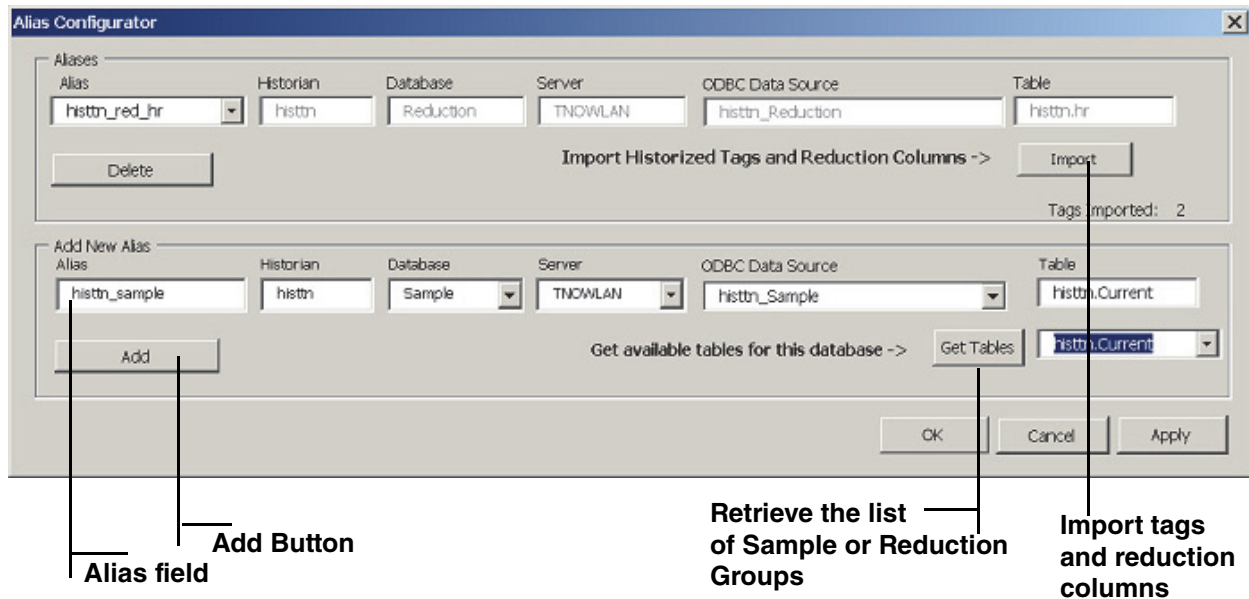 Alias Configurator
Aliases
Alias Historian Database Server ODBC Data Source Table
histtn_red_hr histtn Reduction TNOWLAN histtn_Reduction histtn.hr
Delete Import Historized Tags and Reduction Columns -> Import
Tags Imported: 2
Add New Alias
Alias Historian Database Server ODBC Data Source Table
histtn_sample histtn Sample TNOWLAN histtn_Sample histtn.Current
Add Get available tables for this database -> Get Tables histtn.Current
OK Cancel Apply
Alias field
Add Button
Retrieve the list
of Sample or Reduction
Groups
Import tags
and reduction
columns